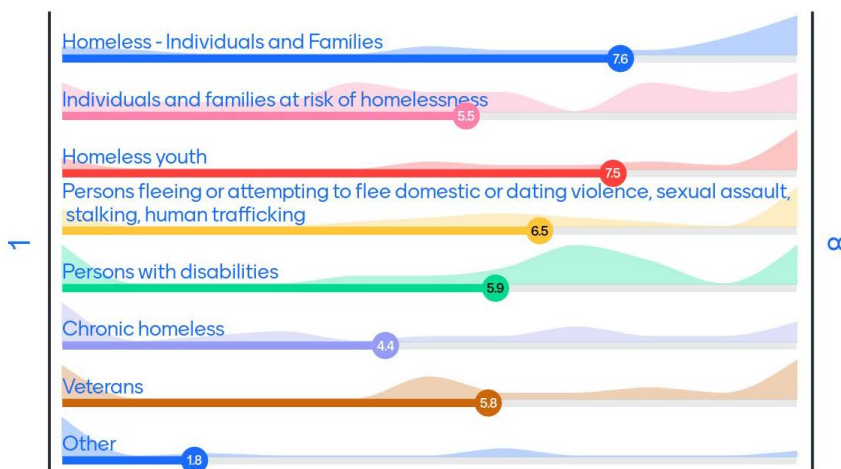 Homeless - Individuals and Families
7.6
Individuals and families at risk of homelessness
5.5
Homeless youth
7.5
Persons fleeing or attempting to flee domestic or dating violence, sexual assault,
stalking, human trafficking
6.5
1
Persons with disabilities
5.9
Chronic homeless
4.4
Veterans
5.8
Other
1.8